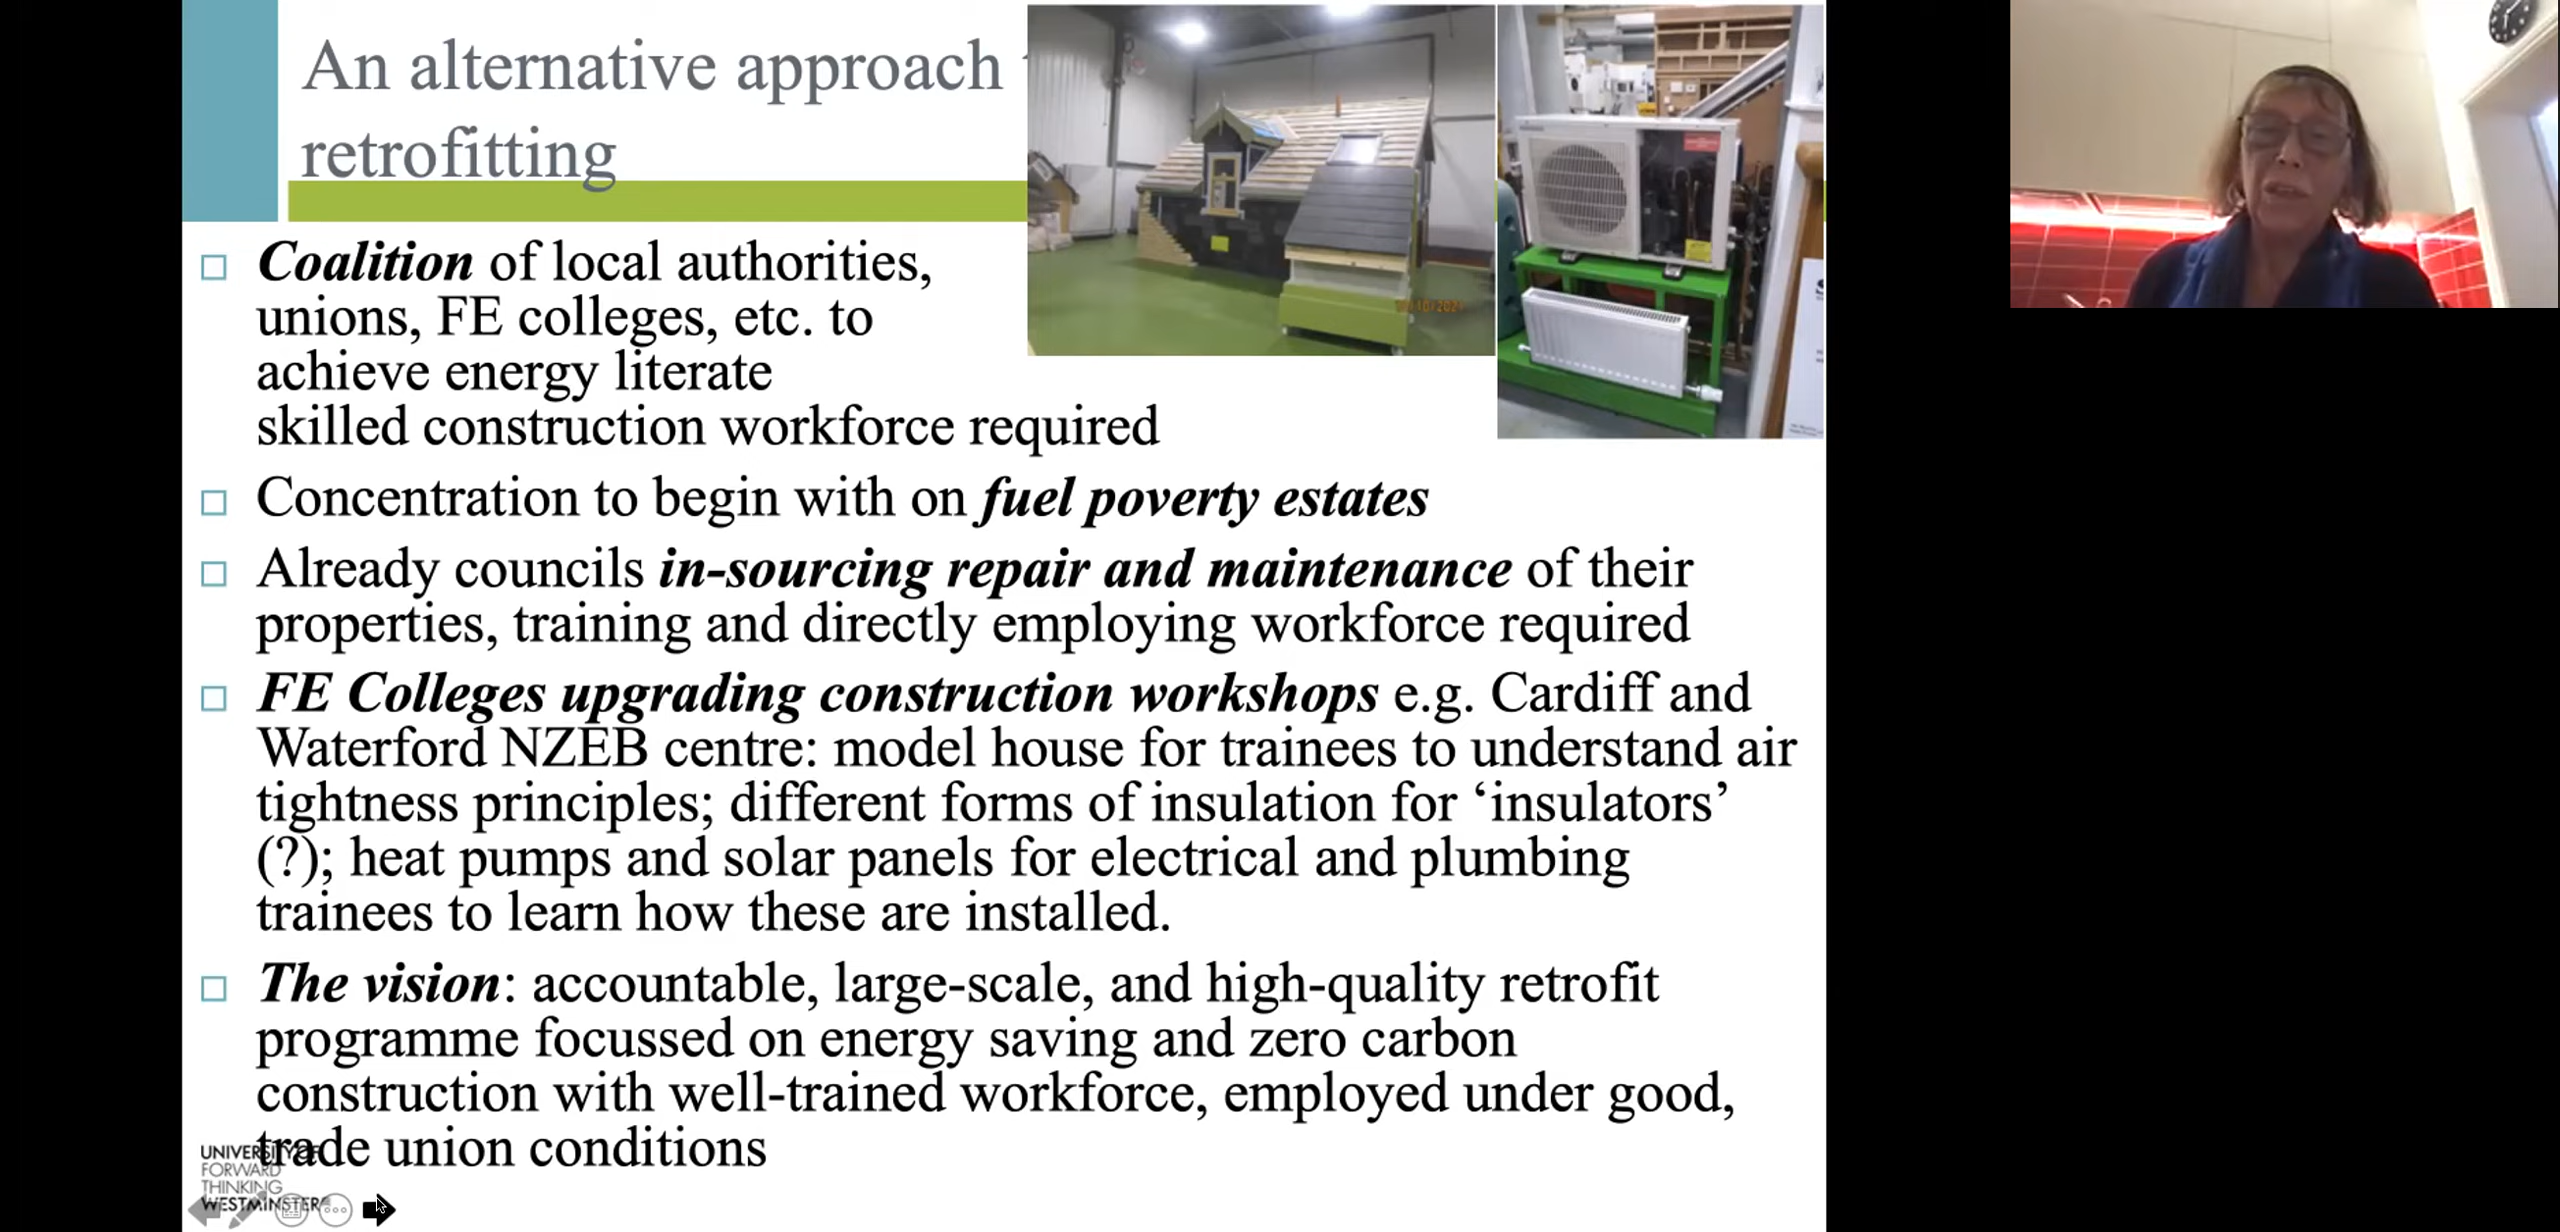 An alternative approach
retrofitting
Coalition of local authorities,
unions, FE colleges, etc. to
achieve energy literate
skilled construction workforce required
Concentration to begin with on fuel poverty estates
Already councils in-sourcing repair and maintenance of their
properties, training and directly employing workforce required
FE Colleges upgrading construction workshops e.g. Cardiff and
Waterford NZEB centre: model house for trainees to understand air
tightness principles; different forms of insulation for ‘insulators’
(?); heat pumps and solar panels for electrical and plumbing
trainees to learn how these are installed.
The vision: accountable, large-scale, and high-quality retrofit
programme focussed on energy saving and zero carbon
construction with well-trained workforce, employed under good,
trade union conditions
UNIVERSITY OF
FORWARD
THINKING
WESTMINSTER